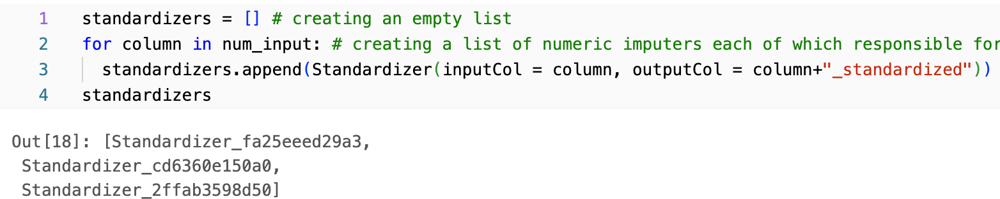 1 standardizers = [] # creating an empty list
2 for column in num_input: # creating a list of numeric imputers each of which responsible for
3 standardizers.append(Standardizer(inputCol = column, outputCol = column+"_standardized"))
4 standardizers
Out[18]: [Standardizer_fa25eeed29a3,
Standardizer_cd6360e150a0,
Standardizer_2ffab3598d50]